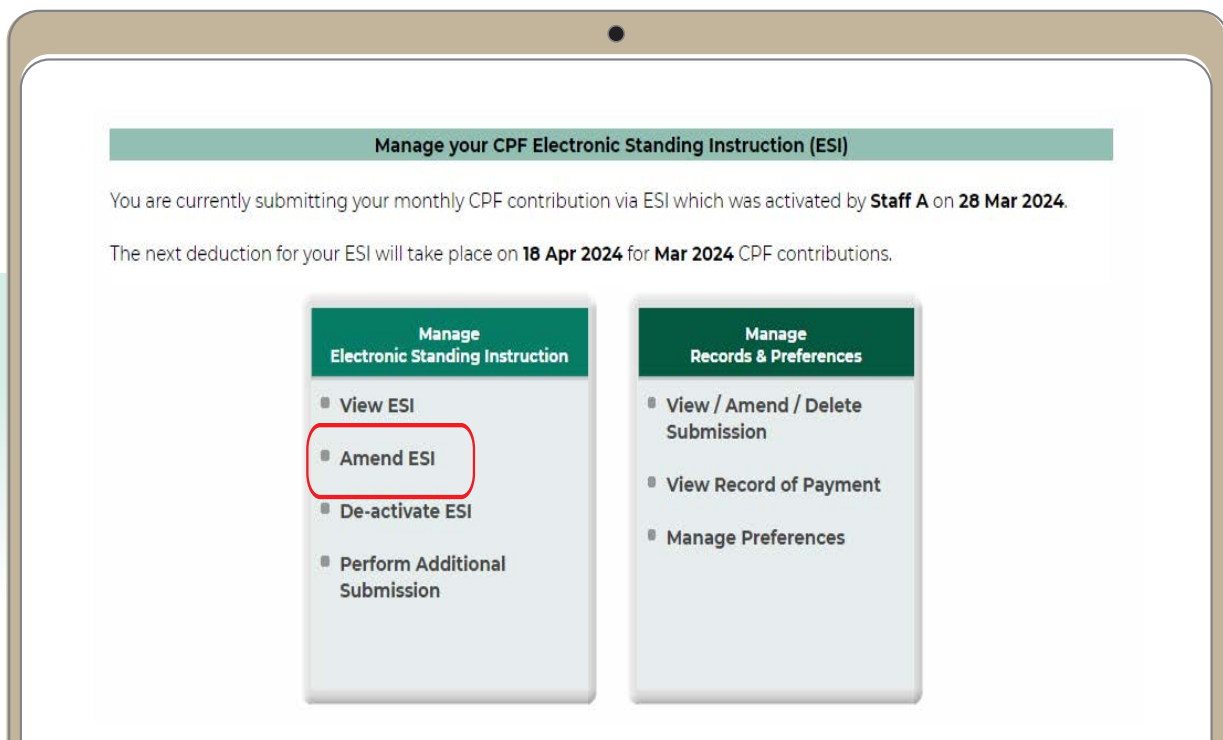 Manage your CPF Electronic Standing Instruction (ESI)
You are currently submitting your monthly CPF contribution via ESI which was activated by Staff A on 28 Mar 2024.
The next deduction for your ESI will take place on 18 Apr 2024 for Mar 2024 CPF contributions.
Manage
Electronic Standing Instruction
View ESI
Amend ESI
De-activate ESI
Perform Additional
Submission
Manage
Records & Preferences
View / Amend / Delete
Submission
View Record of Payment
Manage Preferences